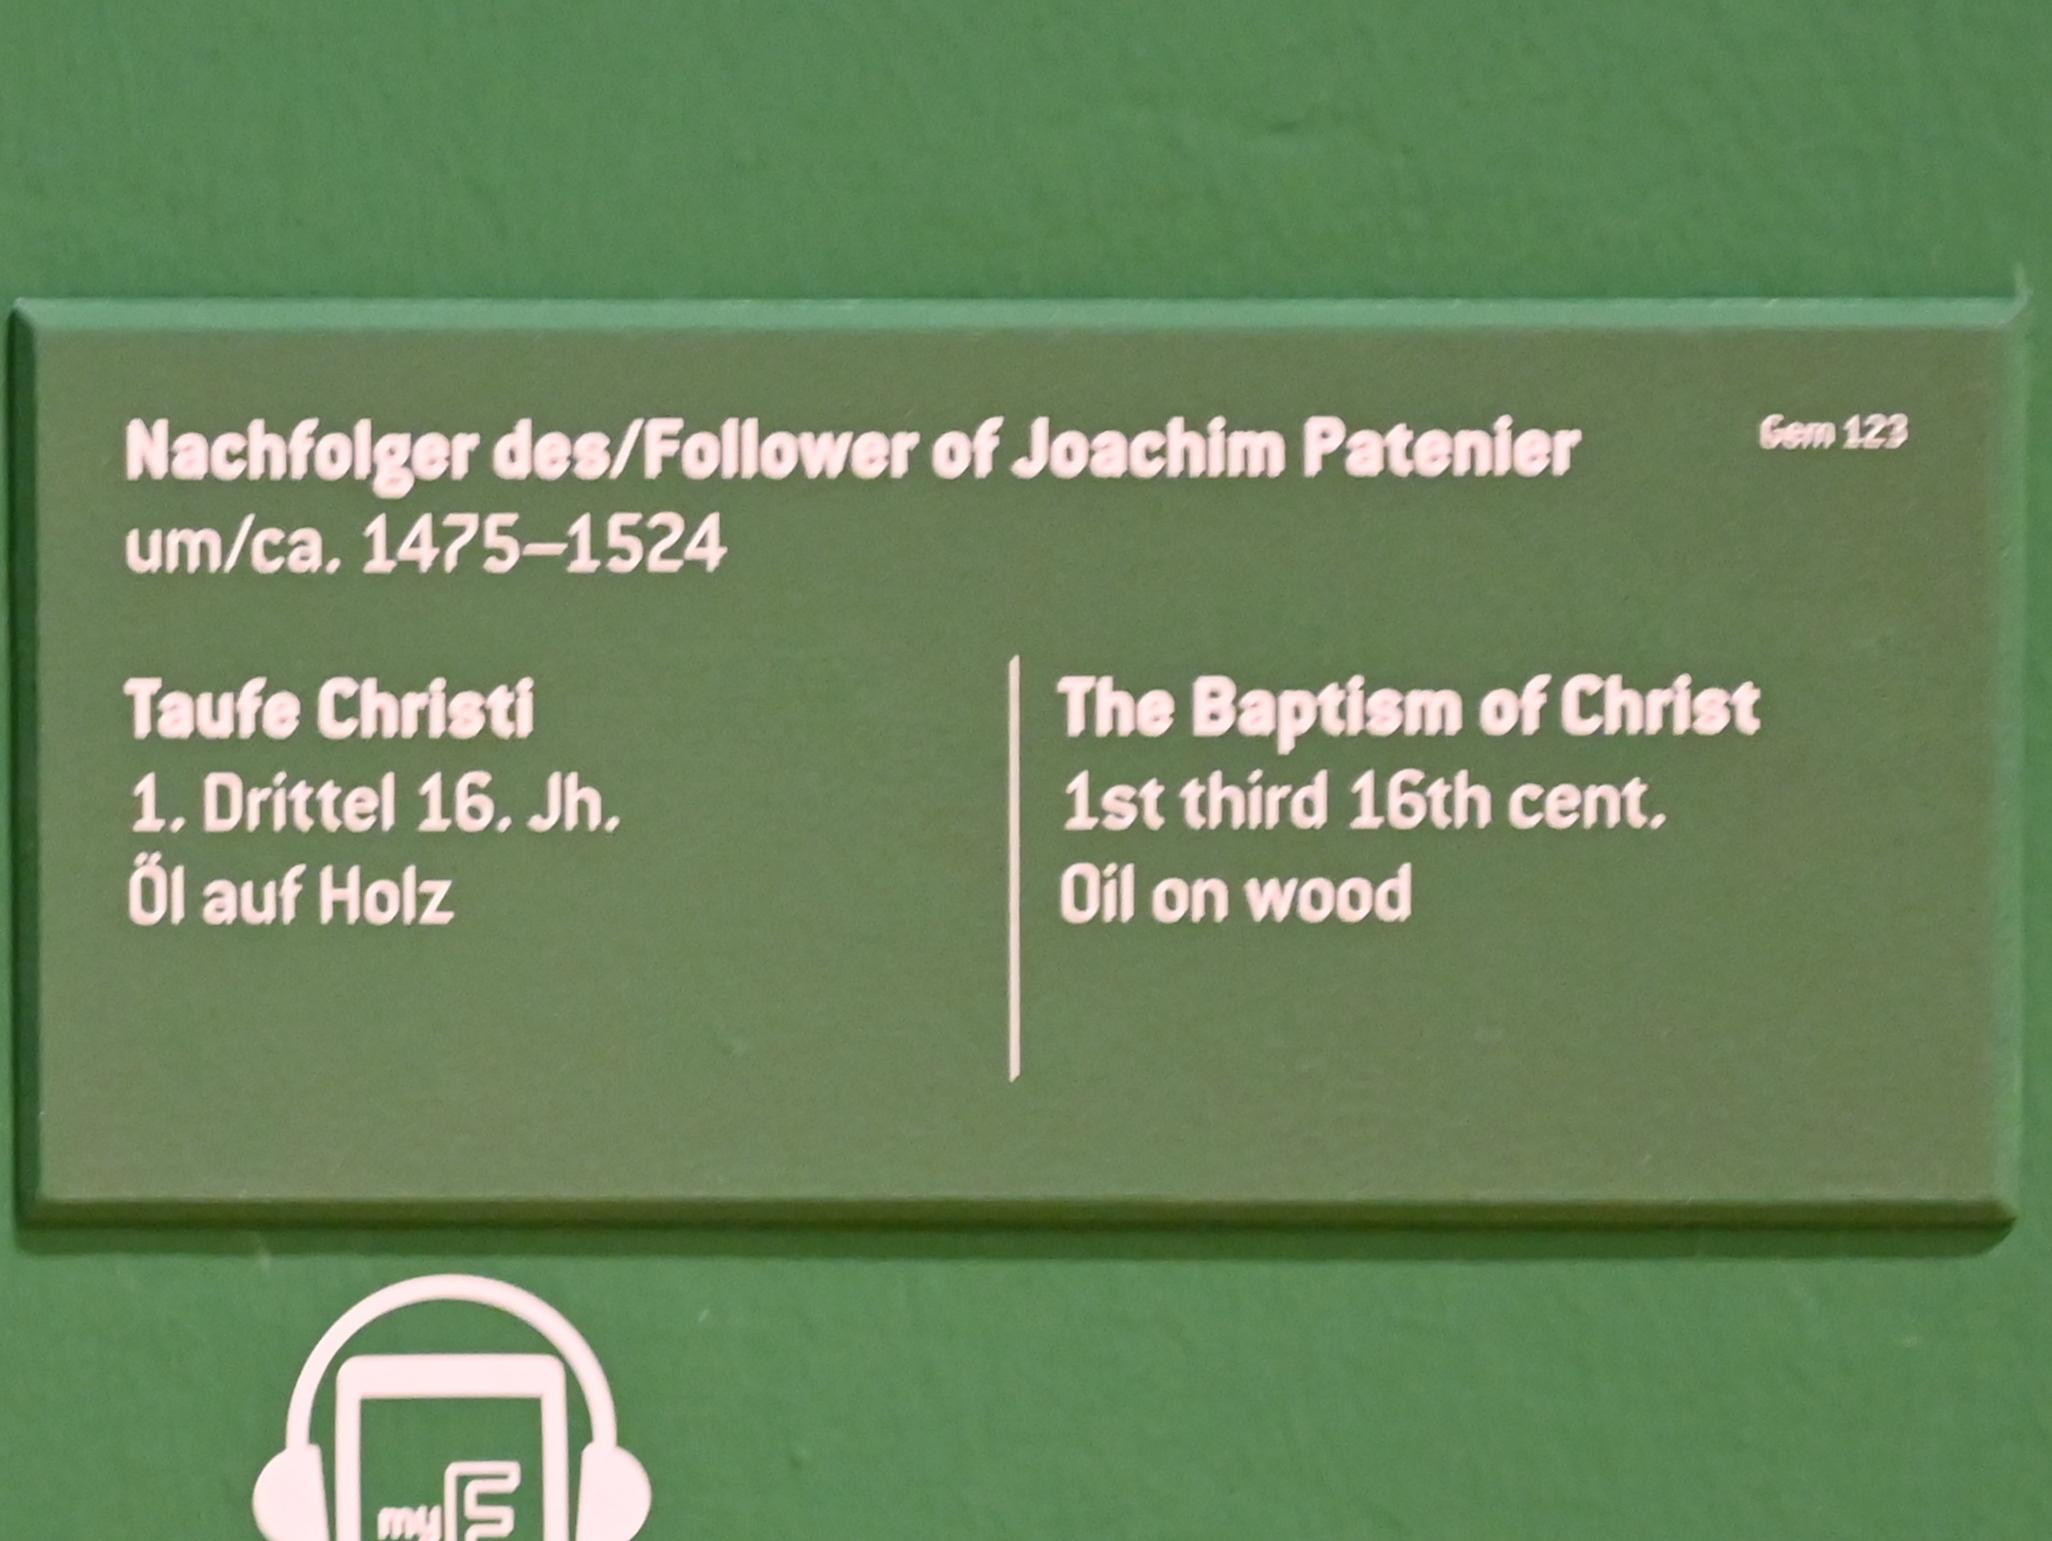 Nachfolger des/Follower of Joachim Patenier
Gem 123
um/ca. 1475–1524
Taufe Christi
1. Drittel 16. Jh.
Öl auf Holz
The Baptism of Christ
1st third 16th cent.
Oil on wood
my